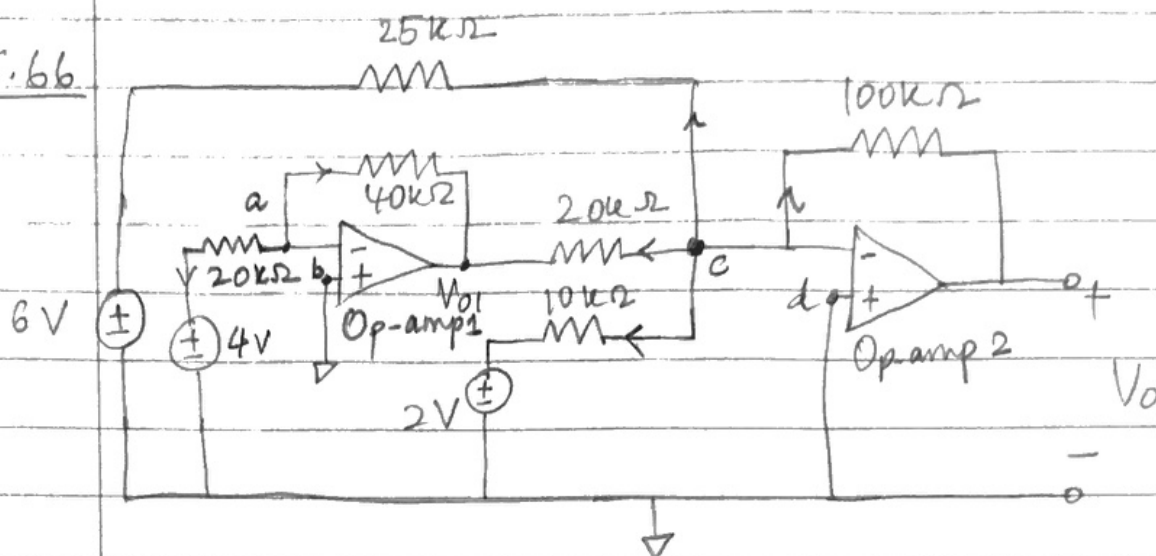 25kΩ
.66
100kΩ
40kΩ
a
20kΩ
20kΩ
b
-
+
c
-
d
+
+
6V
±
V01
10kΩ
Op-amp1
±
4V
Op-amp 2
2V
±
Vo
-